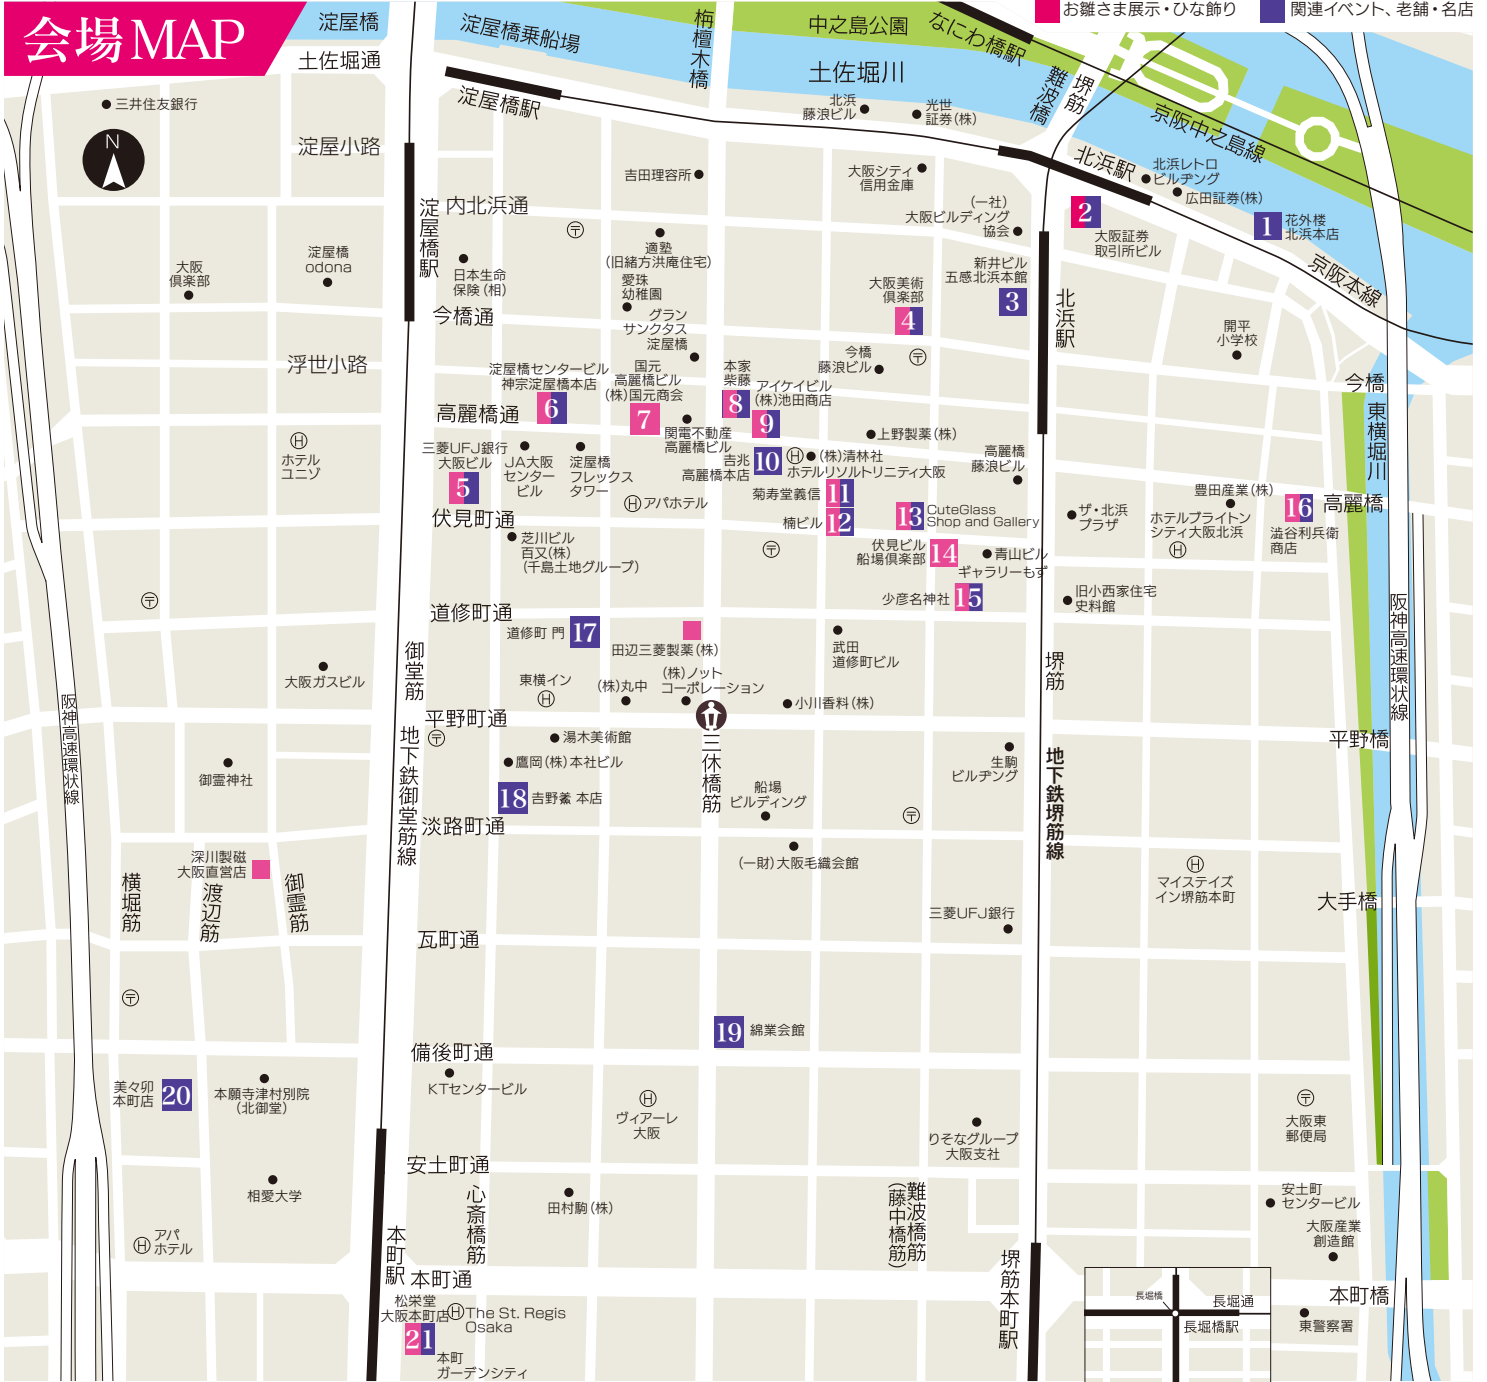 会場MAP
お雛さま展示・ひな飾り
関連イベント、老舗・名店
淀屋橋
土佐堀通
淀屋橋乗船場
栴檀木橋
中之島公園
なにわ橋駅
土佐堀川
難波橋
堺筋
京阪中之島線
三井住友銀行
N
淀屋小路
淀屋橋駅
北浜
藤浪ビル
光世
証券(株)
北浜駅
北浜レトロ
ビルヂング
広田証券(株)
吉田理容所
大阪シティ
信用金庫
(一社)
大阪ビルディング
協会
2
大阪証券
取引所ビル
1
花外楼
北浜本店
淀屋橋駅
内北浜通
〒
適塾
(旧緒方洪庵住宅)
淀屋橋
odona
大阪
倶楽部
日本生命
保険(相)
愛珠
幼稚園
大阪美術
倶楽部
4
新井ビル
五感北浜本館
3
北浜駅
京阪本線
開平
小学校
今橋通
グラン
サンクタス
淀屋橋
浮世小路
今橋
藤浪ビル
〒
今橋
東横堀川
淀屋橋センタービル
神宗淀屋橋本店
6
国元
高麗橋ビル
(株)国元商会
7
本家
柴藤
8
アイケイビル
(株)池田商店
9
高麗橋通
関電不動産
高麗橋ビル
上野製薬(株)
H
ホテル
ユニゾ
三菱UFJ銀行
大阪ビル
5
JA大阪
センター
ビル
淀屋橋
フレックス
タワー
吉兆
高麗橋本店
10
H
(株)清林社
ホテルリソルトリニティ大阪
高麗橋
藤浪ビル
H
アパホテル
菊寿堂義信
11
楠ビル
12
13
CuteGlass
Shop and Gallery
ザ・北浜
プラザ
豊田産業(株)
ホテルブライトン
シティ大阪北浜
H
16
高麗橋
澁谷利兵衛
商店
伏見町通
芝川ビル
百又(株)
(千島土地グループ)
〒
伏見ビル
船場倶楽部
14
青山ビル
ギャラリーもず
少彦名神社
15
旧小西家住宅
史料館
〒
道修町通
道修町 門
17
田辺三菱製薬(株)
武田
道修町ビル
阪神高速環状線
御堂筋
堺筋
大阪ガスビル
東横イン
H
(株)丸中
(株)ノット
コーポレーション
小川香料(株)
阪神高速環状線
平野町通
〒
湯木美術館
三休橋筋
生駒
ビルヂング
平野橋
地下鉄御堂筋線
地下鉄堺筋線
御霊神社
鷹岡(株)本社ビル
18
吉野鯗 本店
船場
ビルディング
〒
淡路町通
(一財)大阪毛織会館
深川製磁
大阪直営店
横堀筋
渡辺筋
御霊筋
H
マイステイズ
イン堺筋本町
大手橋
三菱UFJ銀行
瓦町通
〒
19
綿業会館
備後町通
KTセンタービル
美々卯
本町店
20
本願寺津村別院
(北御堂)
H
ヴィアーレ
大阪
りそなグループ
大阪支社
〒
大阪東
郵便局
安土町通
相愛大学
心斎橋筋
田村駒(株)
難波橋筋
(藤中橋筋)
安土町
センタービル
大阪産業
創造館
H
アパ
ホテル
本町駅
本町通
堺筋本町駅
本町橋
東警察署
松栄堂
大阪本町店
21
H
The St. Regis
Osaka
本町
ガーデンシティ
長堀橋
長堀通
長堀橋駅